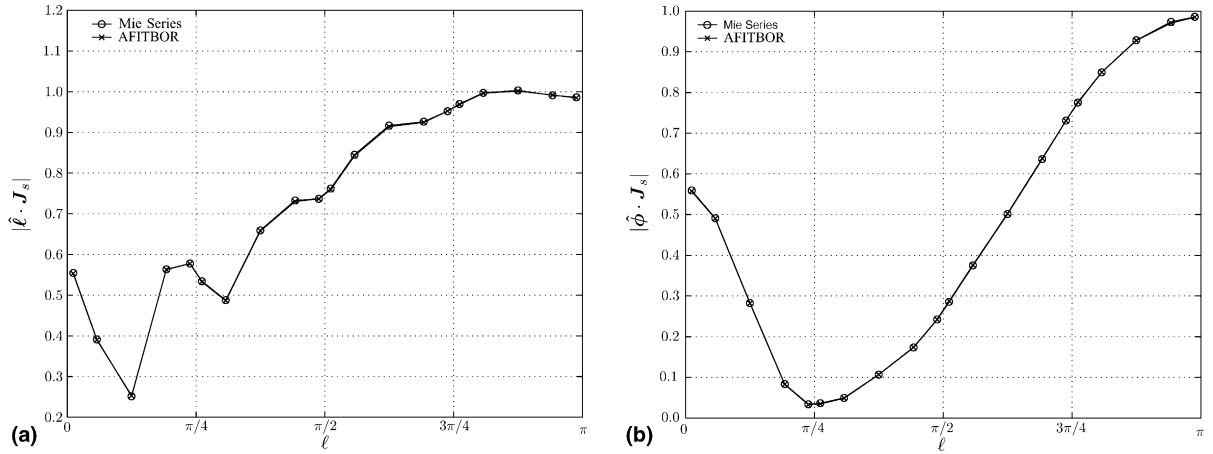 Mie Series
AFITBOR
1.2
1.1
1.0
0.9
0.8
0.7
0.6
0.5
0.4
0.3
0.2
|ℓ̂ · J_s|
0
π/4
π/2
3π/4
π
ℓ
(a)
Mie Series
AFITBOR
1.0
0.9
0.8
0.7
0.6
0.5
0.4
0.3
0.2
0.1
0.0
|ϕ̂ · J_s|
0
π/4
π/2
3π/4
π
ℓ
(b)